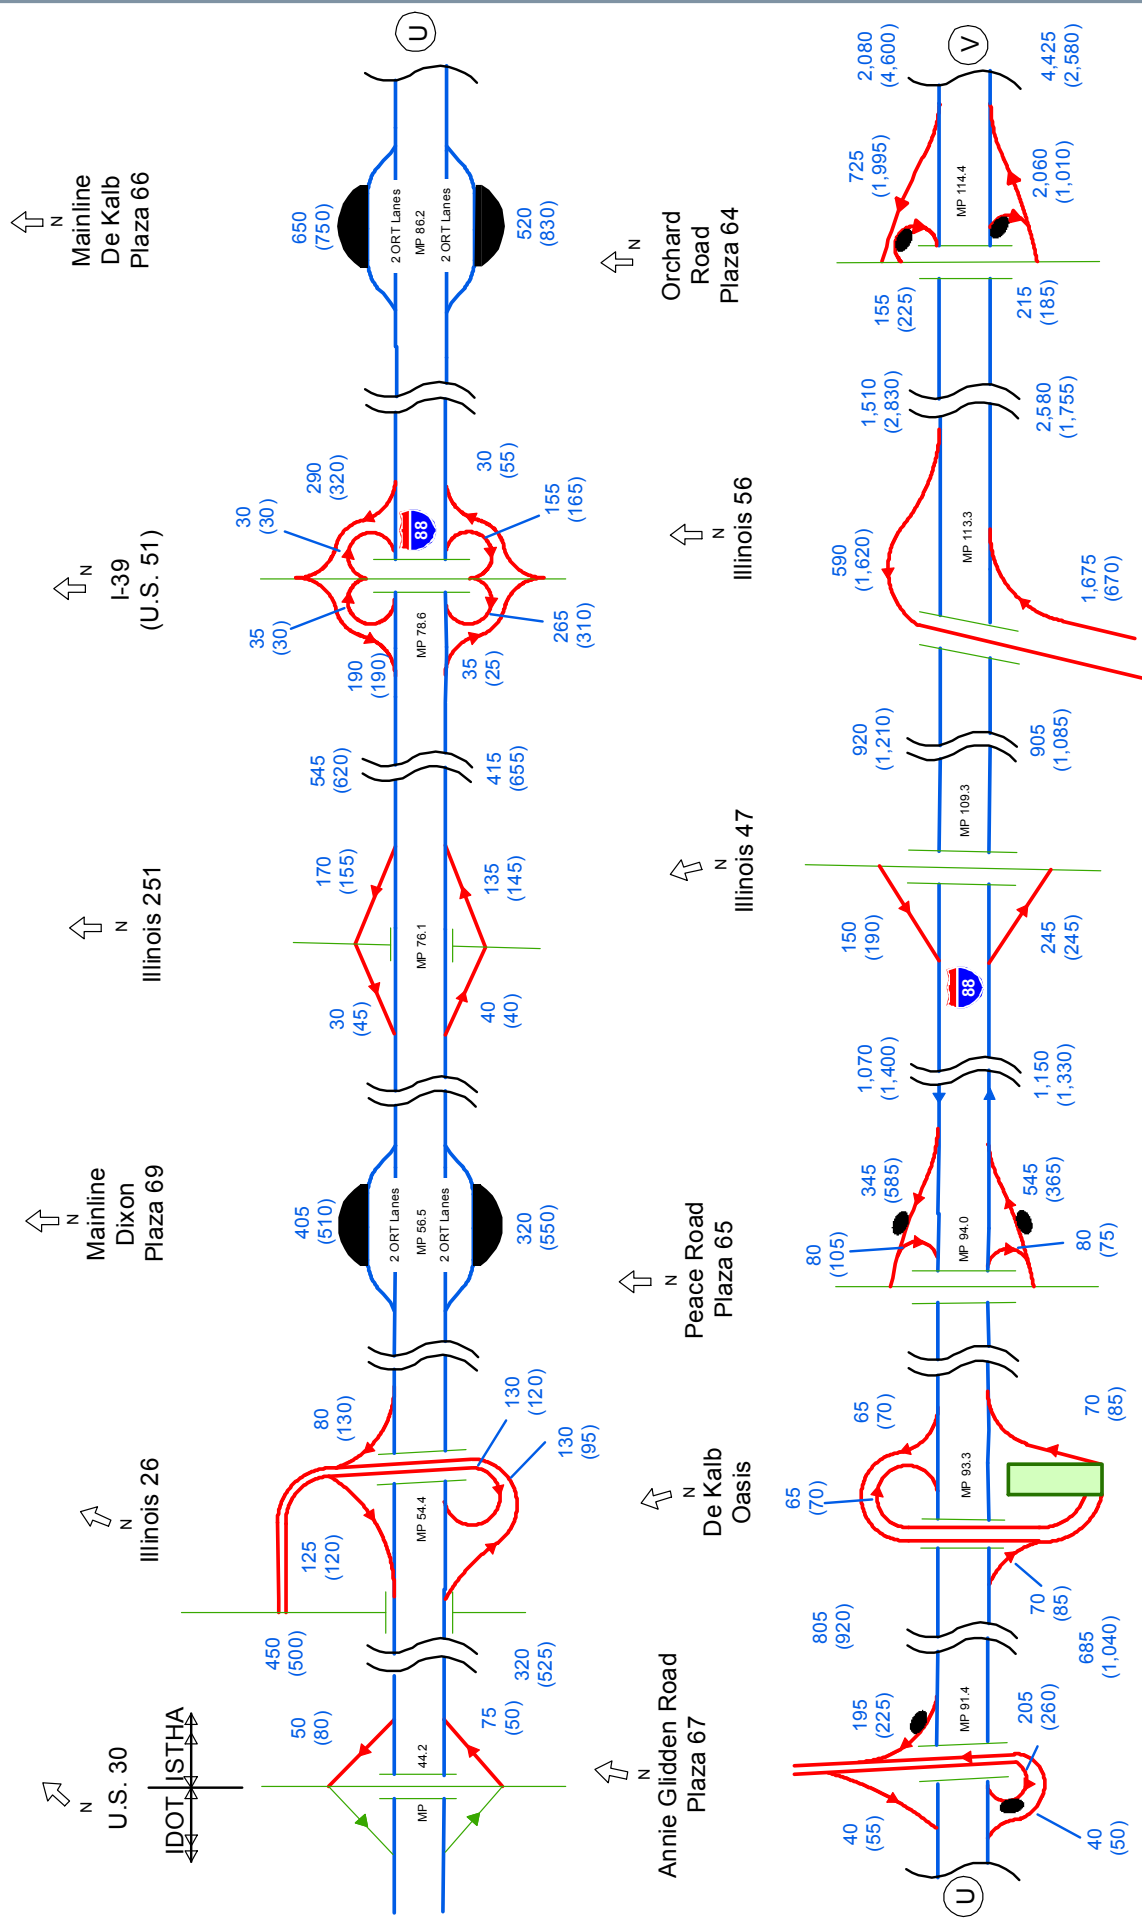 U.S. 30
IDOT
ISTHA
Illinois 26
Mainline
Dixon
Plaza 69
Illinois 251
I-39
(U.S. 51)
Mainline
De Kalb
Plaza 66
N
N
N
N
N
N
50
(80)
450
(500)
125
(120)
80
(130)
405
(510)
30
(45)
170
(155)
545
(620)
190
(190)
35
(30)
30
(30)
290
(320)
650
(750)
MP
44.2
MP 54.4
2 ORT Lanes
MP 56.5
2 ORT Lanes
MP 76.1
MP 78.6
88
2 ORT Lanes
MP 86.2
2 ORT Lanes
U
75
(50)
320
(525)
130
(95)
130
(120)
320
(550)
40
(40)
135
(145)
415
(655)
35
(25)
265
(310)
155
(165)
30
(55)
520
(830)
Annie Glidden Road
Plaza 67
De Kalb
Oasis
Peace Road
Plaza 65
Illinois 47
Illinois 56
Orchard
Road
Plaza 64
N
N
N
N
N
N
40
(55)
195
(225)
805
(920)
65
(70)
65
(70)
80
(105)
345
(585)
1,070
(1,400)
150
(190)
920
(1,210)
590
(1,620)
1,510
(2,830)
155
(225)
725
(1,995)
2,080
(4,600)
U
MP 91.4
MP 93.3
MP 94.0
88
MP 109.3
MP 113.3
MP 114.4
V
40
(50)
205
(260)
685
(1,040)
70
(85)
70
(85)
80
(75)
545
(365)
1,150
(1,330)
245
(245)
905
(1,085)
1,675
(670)
2,580
(1,755)
215
(185)
2,060
(1,010)
4,425
(2,580)